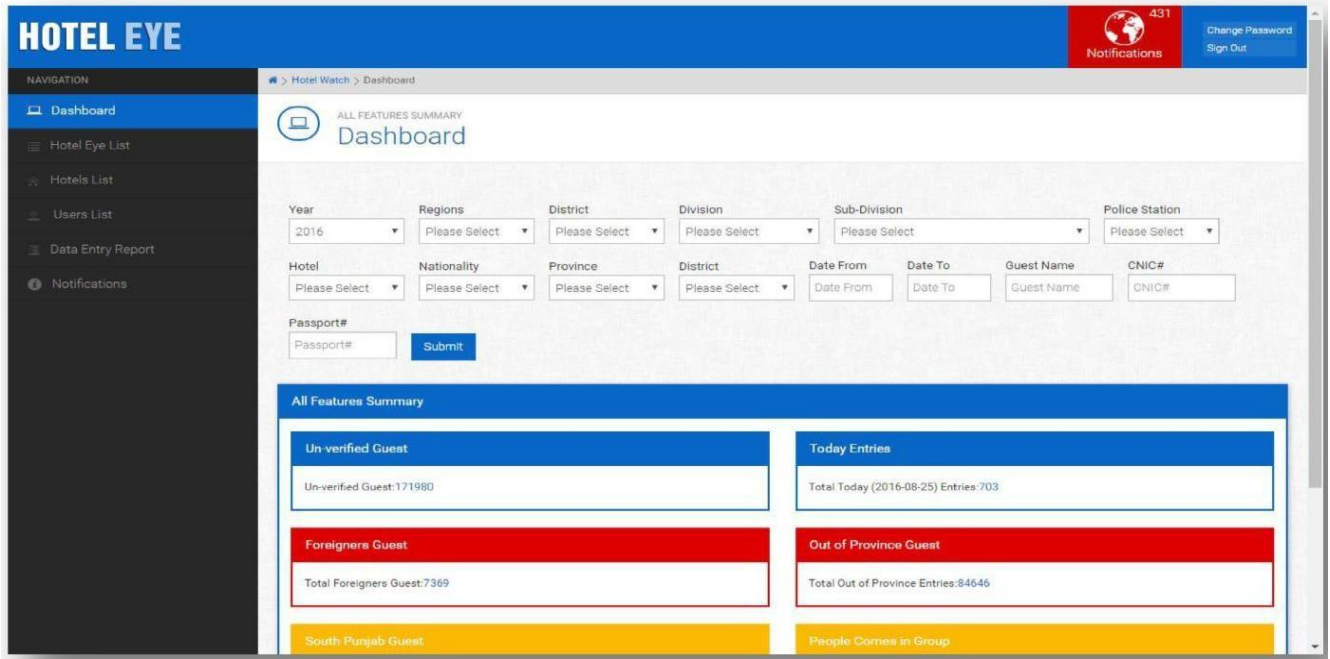 HOTEL EYE
431
Notifications
Change Password
Sign Out
NAVIGATION
> Hotel Watch > Dashboard
Dashboard
Hotel Eye List
Hotels List
Users List
Data Entry Report
Notifications
ALL FEATURES SUMMARY
Dashboard
Year Regions District Division Sub-Division Police Station
2016 Please Select Please Select Please Select Please Select Please Select
Hotel Nationality Province District Date From Date To Guest Name CNIC#
Please Select Please Select Please Select Please Select Date From Date To Guest Name CNIC#
Passport#
Passport# Submit
All Features Summary
Un-verified Guest
Un-verified Guest:171980
Today Entries
Total Today (2016-08-25) Entries:703
Foreigners Guest
Total Foreigners Guest:7369
Out of Province Guest
Total Out of Province Entries:84646
South Punjab Guest
People Comes in Group